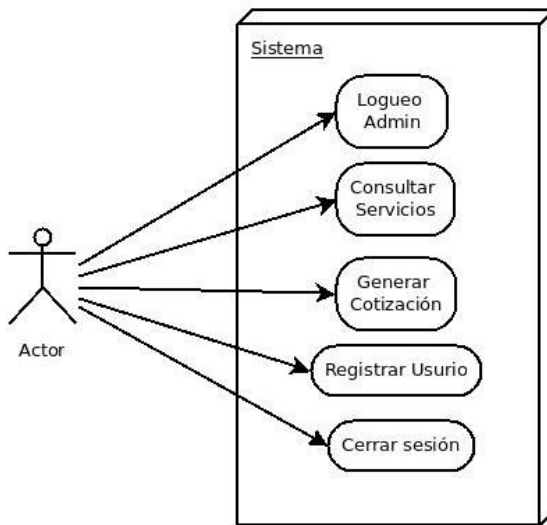 Sistema
Logueo
Admin
Consultar
Servicios
Generar
Cotización
Actor
Registrar Usurio
Cerrar sesión